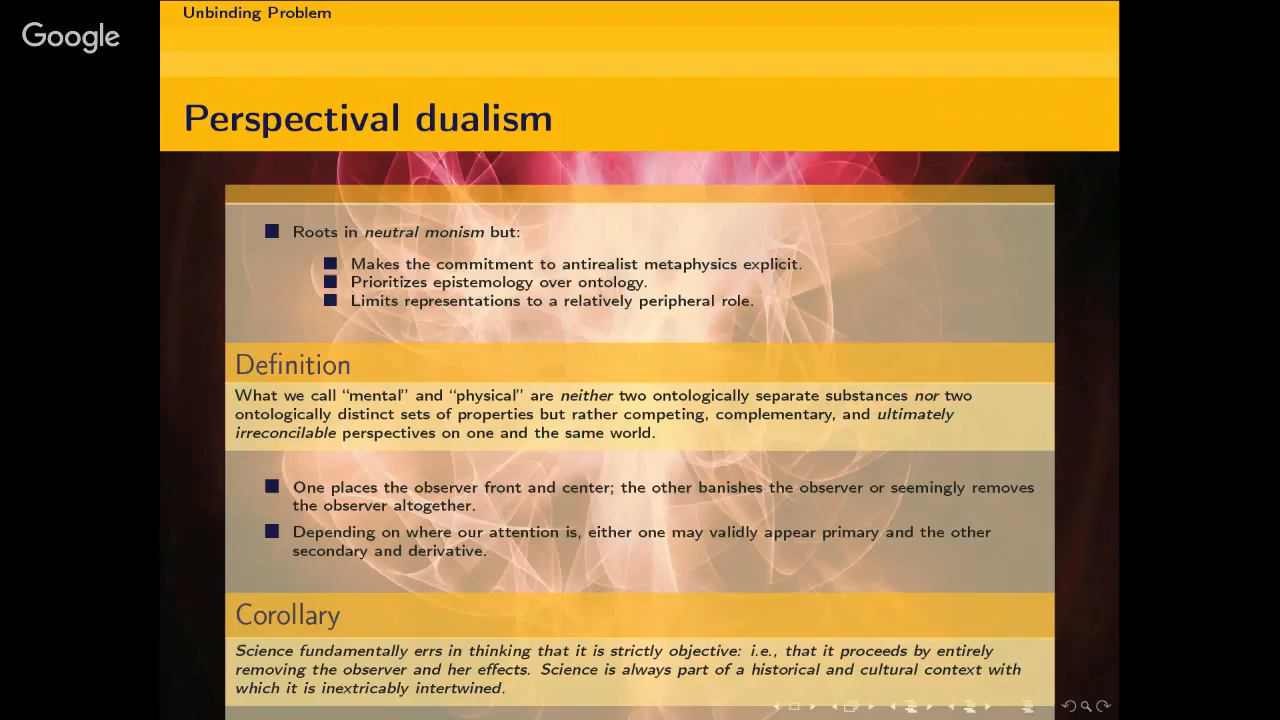 Unbinding Problem
Google
Perspectival dualism
Roots in neutral monism but:
Makes the commitment to antirealist metaphysics explicit.
Prioritizes epistemology over ontology.
Limits representations to a relatively peripheral role.
Definition
What we call “mental” and “physical” are neither two ontologically separate substances nor two
ontologically distinct sets of properties but rather competing, complementary, and ultimately
irreconcilable perspectives on one and the same world.
One places the observer front and center; the other banishes the observer or seemingly removes
the observer altogether.
Depending on where our attention is, either one may validly appear primary and the other
secondary and derivative.
Corollary
Science fundamentally errs in thinking that it is strictly objective: i.e., that it proceeds by entirely
removing the observer and her effects. Science is always part of a historical and cultural context with
which it is inextricably intertwined.